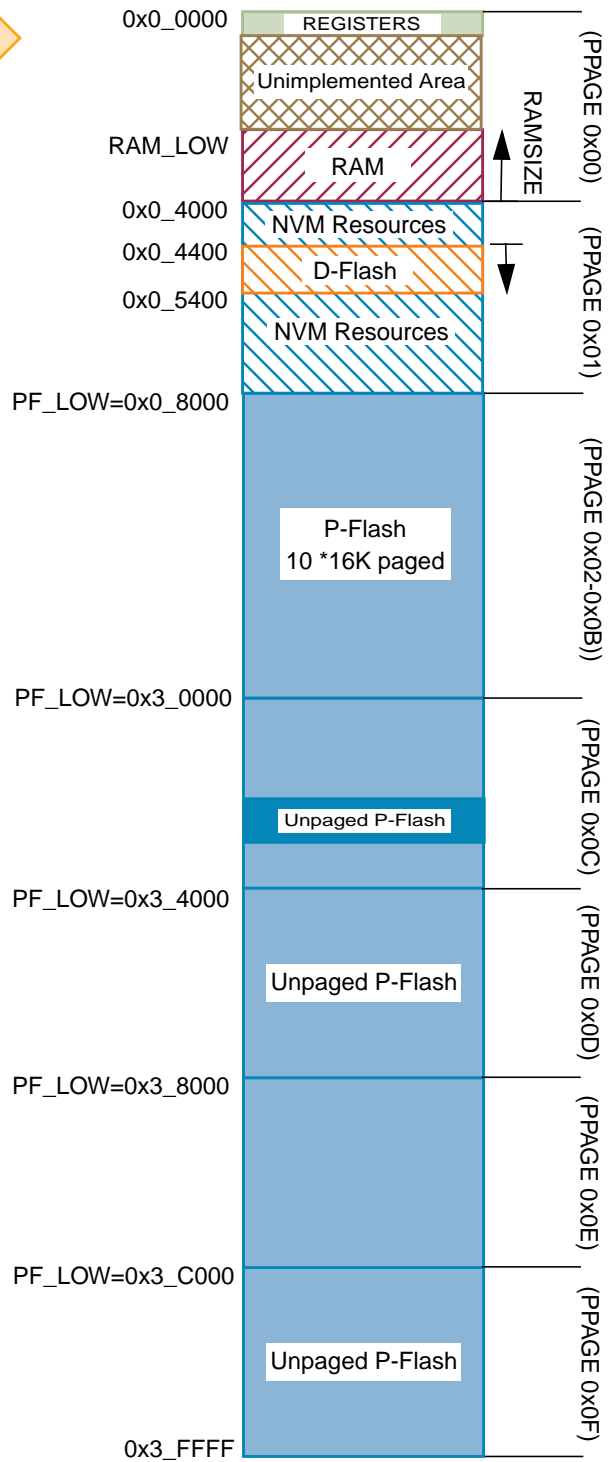 0x0_0000
REGISTERS
Unimplemented Area
(PPAGE 0x00)
RAMSIZE
RAM_LOW
RAM
0x0_4000
NVM Resources
0x0_4400
D-Flash
(PPAGE 0x01)
0x0_5400
NVM Resources
PF_LOW=0x0_8000
P-Flash
10 *16K paged
(PPAGE 0x02-0x0B))
PF_LOW=0x3_0000
Unpaged P-Flash
(PPAGE 0x0C)
PF_LOW=0x3_4000
Unpaged P-Flash
(PPAGE 0x0D)
PF_LOW=0x3_8000
(PPAGE 0x0E)
PF_LOW=0x3_C000
Unpaged P-Flash
(PPAGE 0x0F)
0x3_FFFF